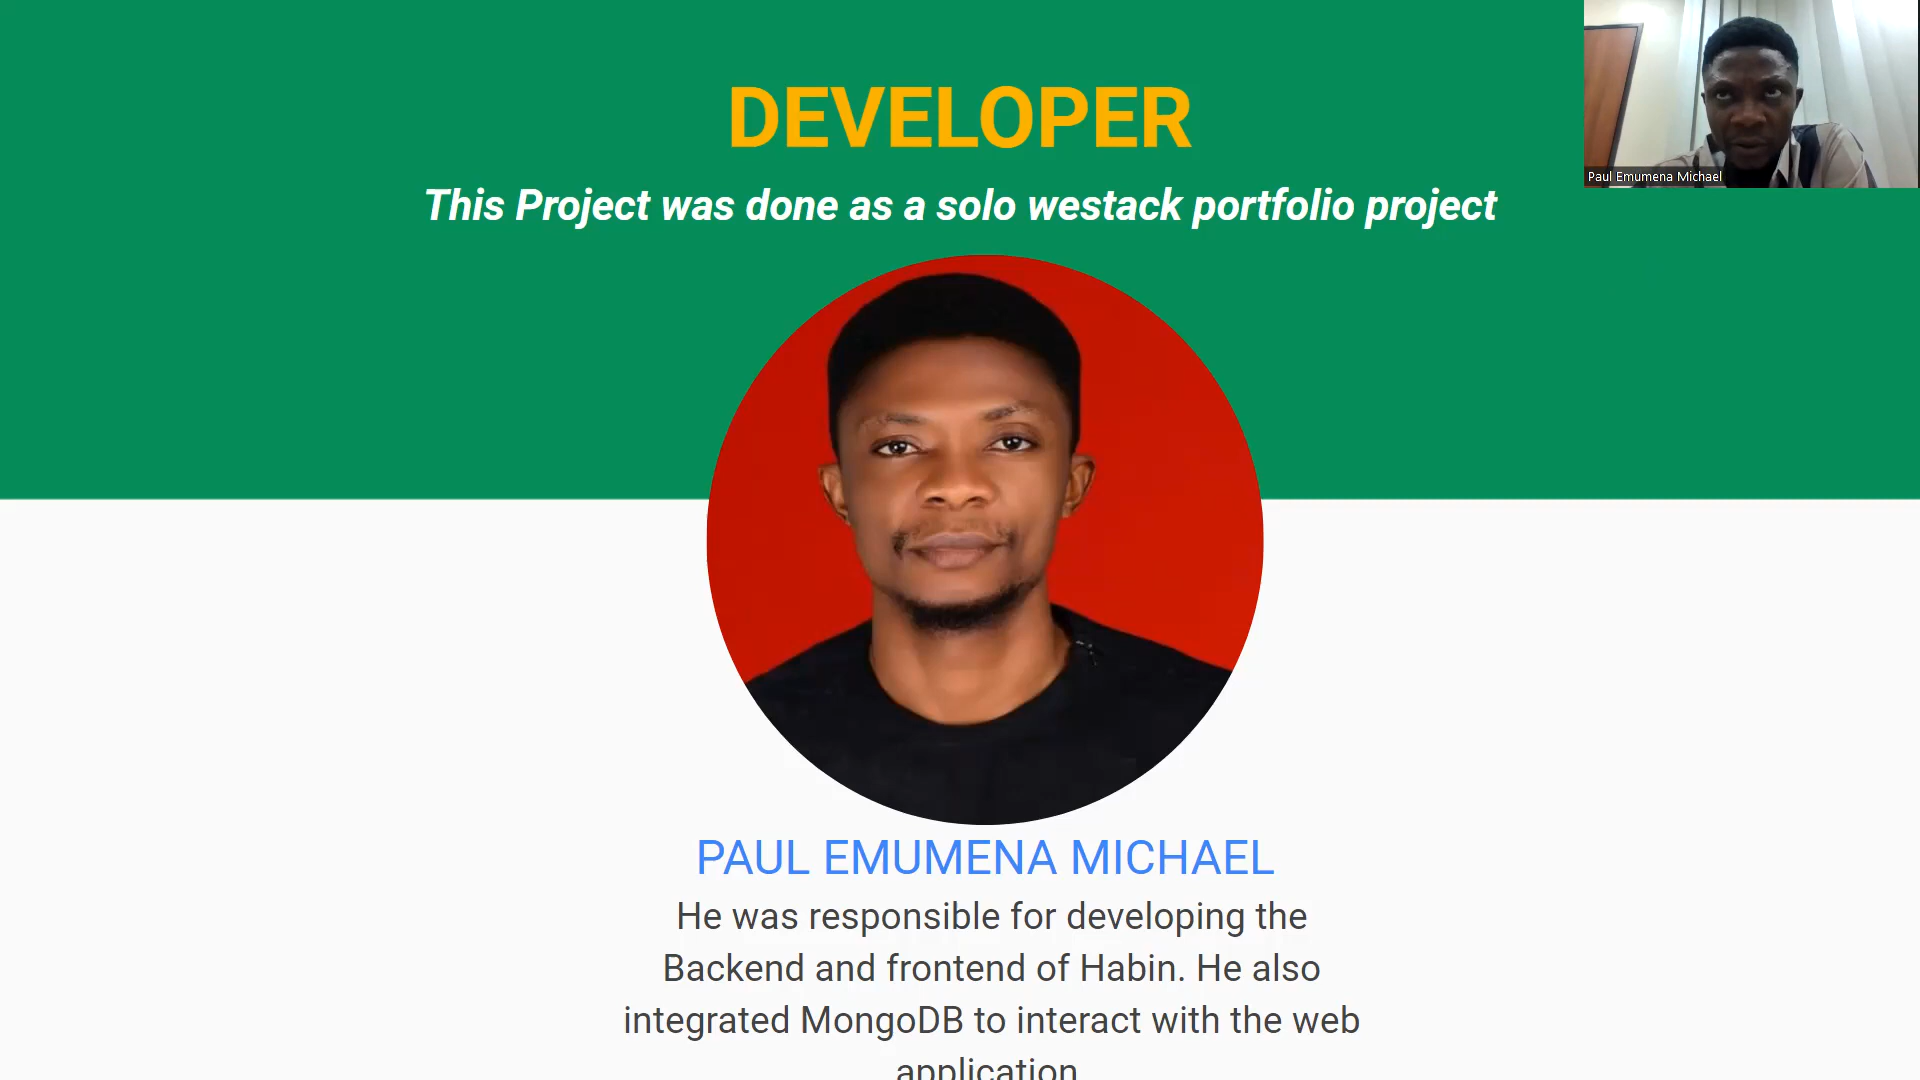 DEVELOPER
This Project was done as a solo westack portfolio project
Paul Emumena Michael
PAUL EMUMENA MICHAEL
He was responsible for developing the
Backend and frontend of Habin. He also
integrated MongoDB to interact with the web
application